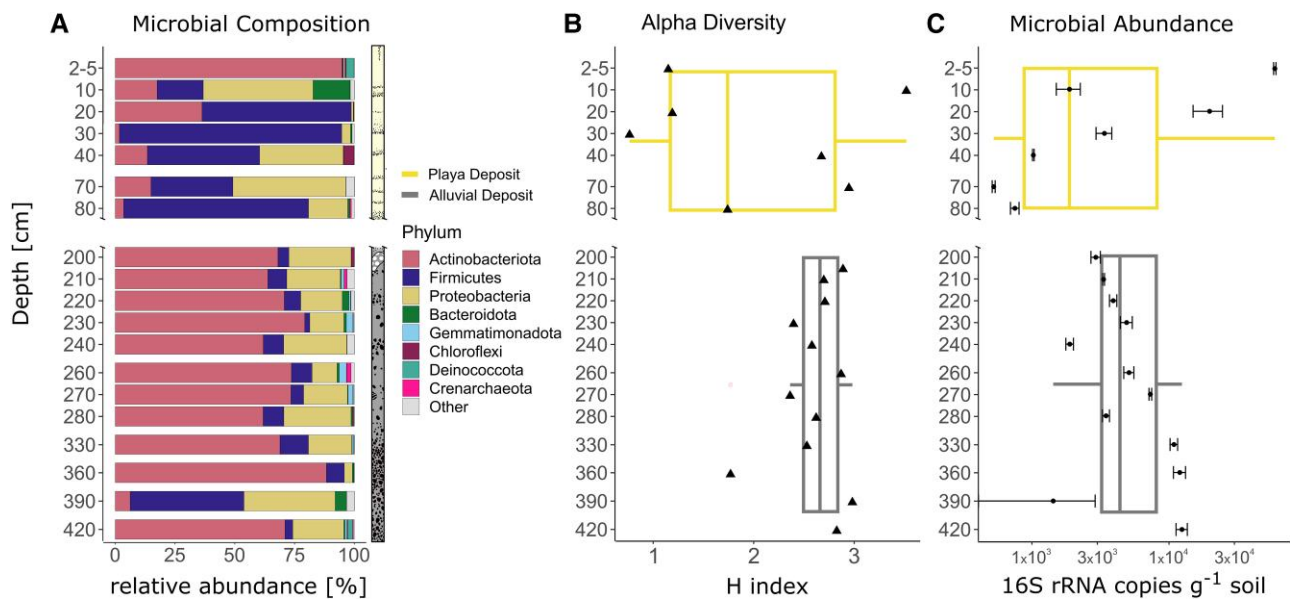 A Microbial Composition
B Alpha Diversity
C Microbial Abundance
Depth [cm]
2-5
10
20
30
40
70
80
200
210
220
230
240
260
270
280
330
360
390
420
0 25 50 75 100
relative abundance [%]
Playa Deposit
Alluvial Deposit
Phylum
Actinobacteriota
Firmicutes
Proteobacteria
Bacteroidota
Gemmatimonadota
Chloroflexi
Deinococcota
Crenarchaeota
Other
2-5
10
20
30
40
70
80
200
210
220
230
240
260
270
280
330
360
390
420
1 2 3
H index
2-5
10
20
30
40
70
80
200
210
220
230
240
260
270
280
330
360
390
420
1x10³ 3x10³ 1x10⁴ 3x10⁴
16S rRNA copies g⁻¹ soil